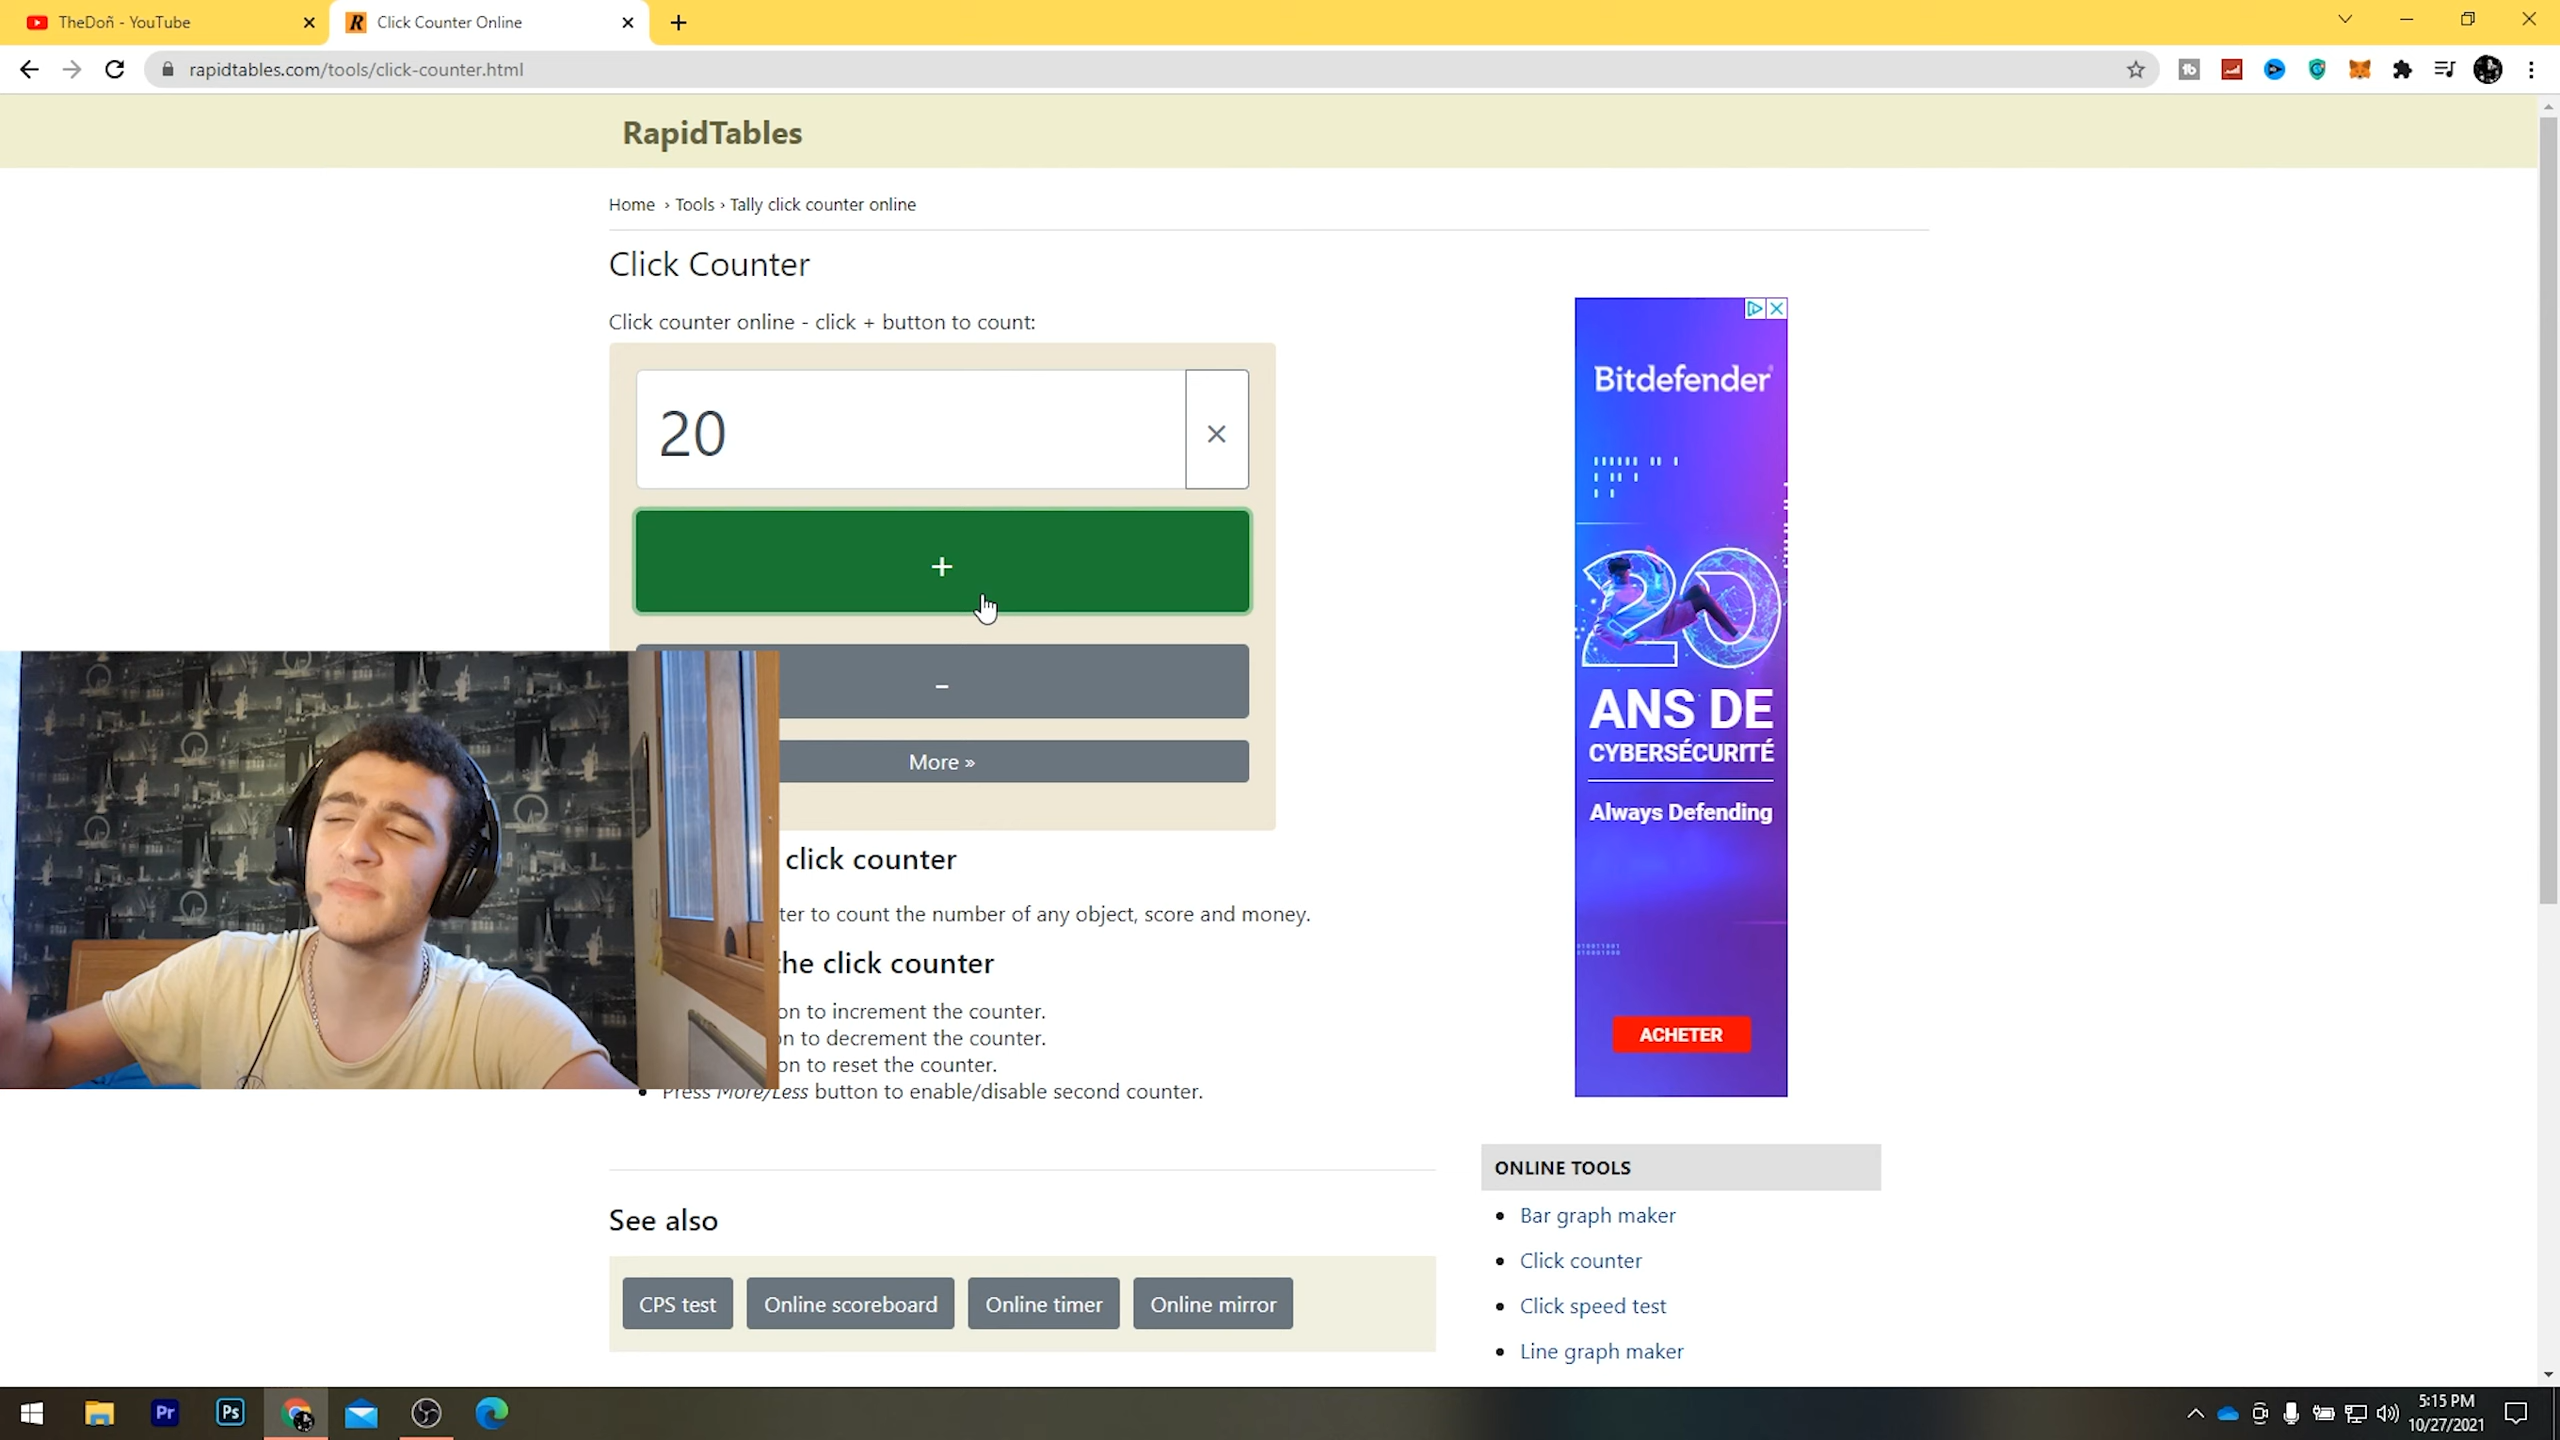 TheDoñ - YouTube
Click Counter Online
rapidtables.com/tools/click-counter.html
RapidTables
Home › Tools › Tally click counter online
Click Counter
Click counter online - click + button to count:
20
×
+
-
More »
click counter
ter to count the number of any object, score and money.
he click counter
on to increment the counter.
n to decrement the counter.
on to reset the counter.
Press More/Less button to enable/disable second counter.
See also
CPS test
Online scoreboard
Online timer
Online mirror
Bitdefender
20
ANS DE
CYBERSÉCURITÉ
Always Defending
ACHETER
ONLINE TOOLS
Bar graph maker
Click counter
Click speed test
Line graph maker
Pr
Ps
5:15 PM
10/27/2021